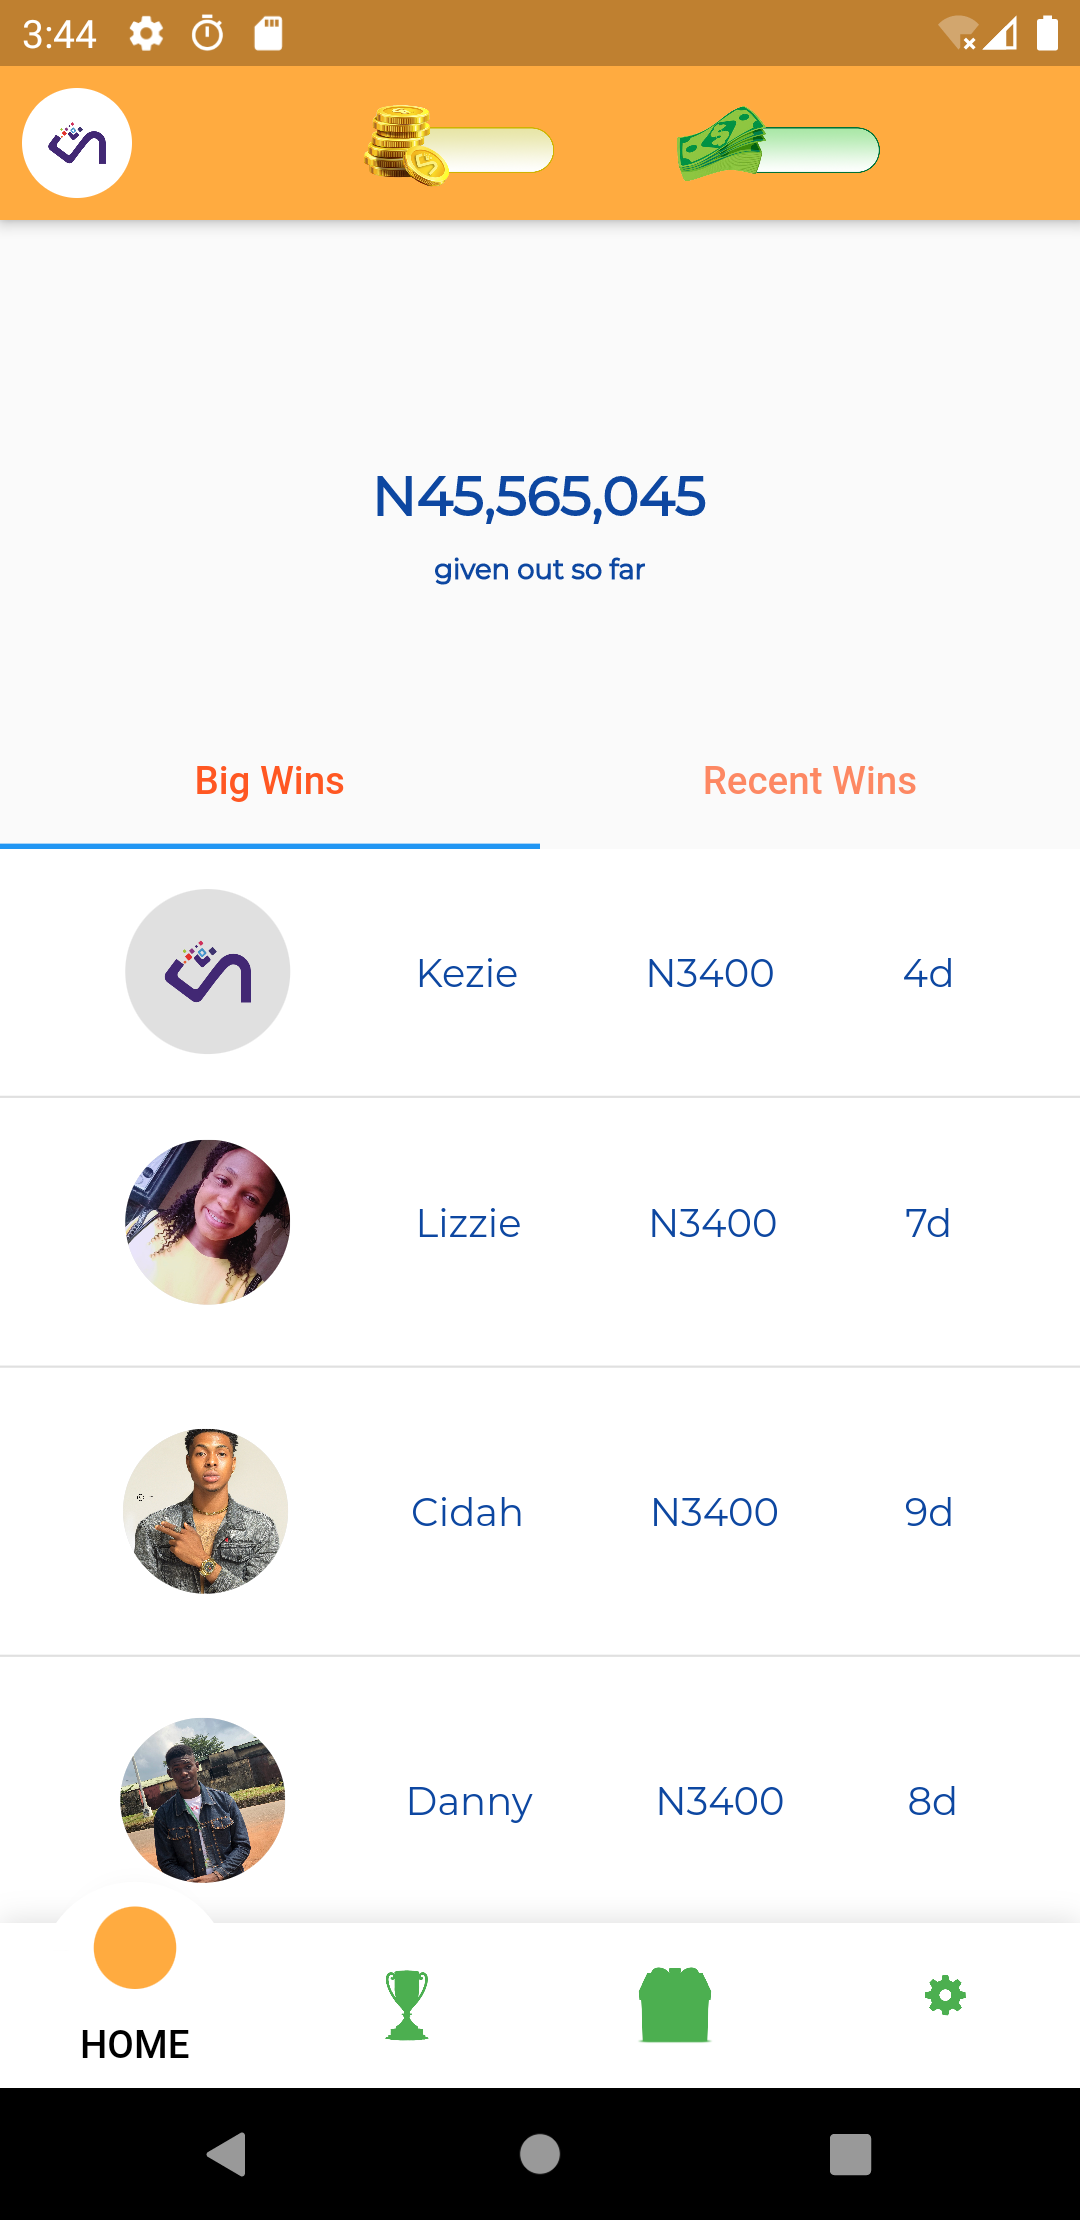 3:44
N45,565,045
given out so far
Big Wins
Recent Wins
Kezie N3400 4d
Lizzie N3400 7d
Cidah N3400 9d
Danny N3400 8d
HOME